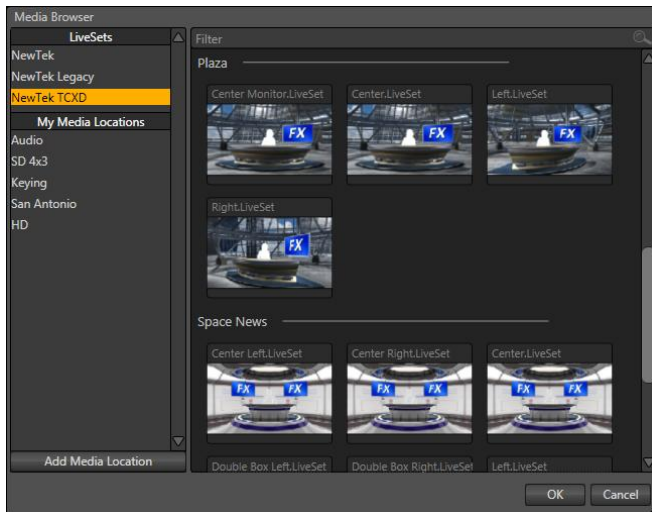 Media Browser
LiveSets
NewTek
NewTek Legacy
NewTek TCXD
My Media Locations
Audio
SD 4x3
Keying
San Antonio
HD
Add Media Location
Filter
Plaza
Center Monitor.LiveSet
Center.LiveSet
Left.LiveSet
FX
FX
FX
Right.LiveSet
FX
Space News
Center Left.LiveSet
Center Right.LiveSet
Center.LiveSet
FX FX
FX FX
FX FX
Double Box Left.LiveSet
Double Box Right.LiveSet
Left.LiveSet
OK
Cancel